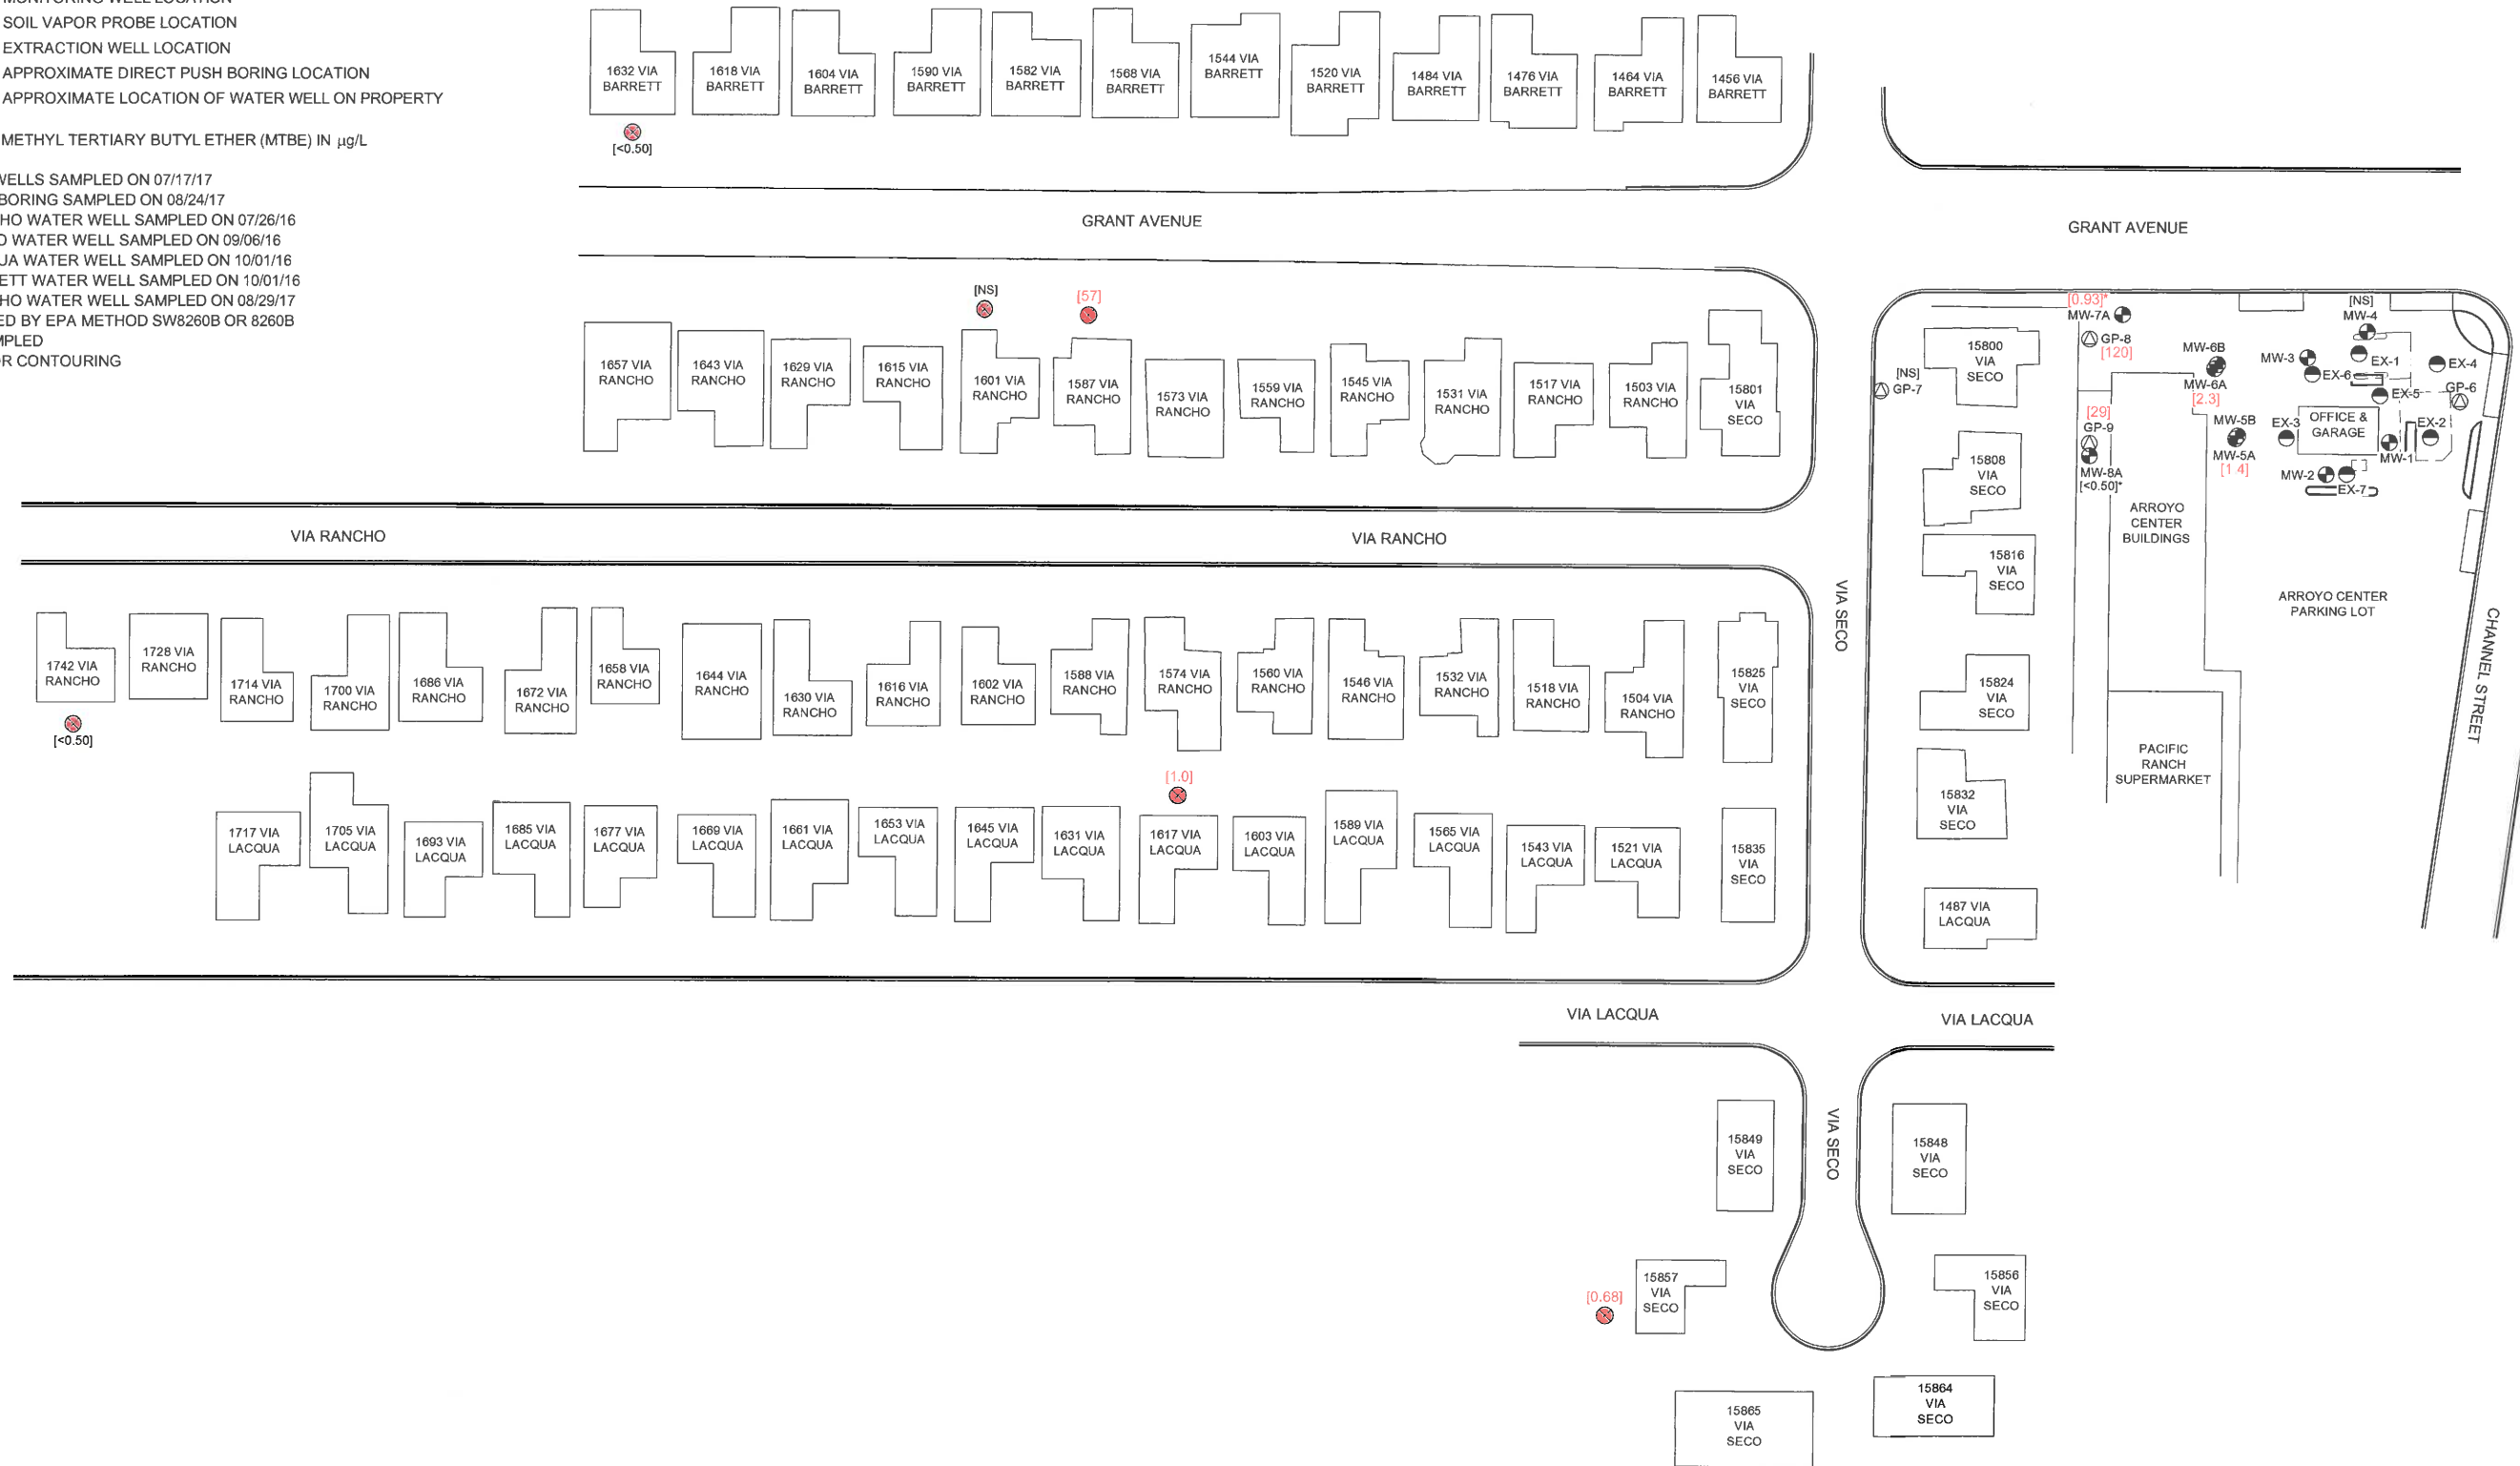 MONITORING WELL LOCATION
SOIL VAPOR PROBE LOCATION
EXTRACTION WELL LOCATION
APPROXIMATE DIRECT PUSH BORING LOCATION
APPROXIMATE LOCATION OF WATER WELL ON PROPERTY
METHYL TERTIARY BUTYL ETHER (MTBE) IN µg/L
WELLS SAMPLED ON 07/17/17
BORING SAMPLED ON 08/24/17
HO WATER WELL SAMPLED ON 07/26/16
O WATER WELL SAMPLED ON 09/06/16
UA WATER WELL SAMPLED ON 10/01/16
ETT WATER WELL SAMPLED ON 10/01/16
HO WATER WELL SAMPLED ON 08/29/17
ED BY EPA METHOD SW8260B OR 8260B
MPLED
R CONTOURING
1632 VIA
BARRETT
1618 VIA
BARRETT
1604 VIA
BARRETT
1590 VIA
BARRETT
1582 VIA
BARRETT
1568 VIA
BARRETT
1544 VIA
BARRETT
1520 VIA
BARRETT
1484 VIA
BARRETT
1476 VIA
BARRETT
1464 VIA
BARRETT
1456 VIA
BARRETT
[<0.50]
GRANT AVENUE
GRANT AVENUE
[NS]
[57]
1657 VIA
RANCHO
1643 VIA
RANCHO
1629 VIA
RANCHO
1615 VIA
RANCHO
1601 VIA
RANCHO
1587 VIA
RANCHO
1573 VIA
RANCHO
1559 VIA
RANCHO
1545 VIA
RANCHO
1531 VIA
RANCHO
1517 VIA
RANCHO
1503 VIA
RANCHO
15801
VIA
SECO
[NS]
GP-7
15800
VIA
SECO
15808
VIA
SECO
15816
VIA
SECO
15824
VIA
SECO
15832
VIA
SECO
1487 VIA
LACQUA
[0.93]*
MW-7A
GP-8
[120]
[29]
GP-9
MW-8A
[<0.50]*
MW-6B
MW-6A
[2.3]
MW-5B
MW-5A
[1.4]
[NS]
MW-4
MW-3
EX-1
EX-4
EX-6
EX-5
GP-6
EX-3
OFFICE &
GARAGE
EX-2
MW-1
MW-2
EX-7
ARROYO
CENTER
BUILDINGS
ARROYO CENTER
PARKING LOT
PACIFIC
RANCH
SUPERMARKET
CHANNEL STREET
VIA RANCHO
VIA RANCHO
VIA SECO
1742 VIA
RANCHO
1728 VIA
RANCHO
1714 VIA
RANCHO
1700 VIA
RANCHO
1686 VIA
RANCHO
1672 VIA
RANCHO
1658 VIA
RANCHO
1644 VIA
RANCHO
1630 VIA
RANCHO
1616 VIA
RANCHO
1602 VIA
RANCHO
1588 VIA
RANCHO
1574 VIA
RANCHO
1560 VIA
RANCHO
1546 VIA
RANCHO
1532 VIA
RANCHO
1518 VIA
RANCHO
1504 VIA
RANCHO
15825
VIA
SECO
[<0.50]
[1.0]
1717 VIA
LACQUA
1705 VIA
LACQUA
1693 VIA
LACQUA
1685 VIA
LACQUA
1677 VIA
LACQUA
1669 VIA
LACQUA
1661 VIA
LACQUA
1653 VIA
LACQUA
1645 VIA
LACQUA
1631 VIA
LACQUA
1617 VIA
LACQUA
1603 VIA
LACQUA
1589 VIA
LACQUA
1565 VIA
LACQUA
1543 VIA
LACQUA
1521 VIA
LACQUA
15835
VIA
SECO
VIA LACQUA
VIA LACQUA
VIA SECO
15849
VIA
SECO
15848
VIA
SECO
[0.68]
15857
VIA
SECO
15856
VIA
SECO
15865
VIA
SECO
15864
VIA
SECO